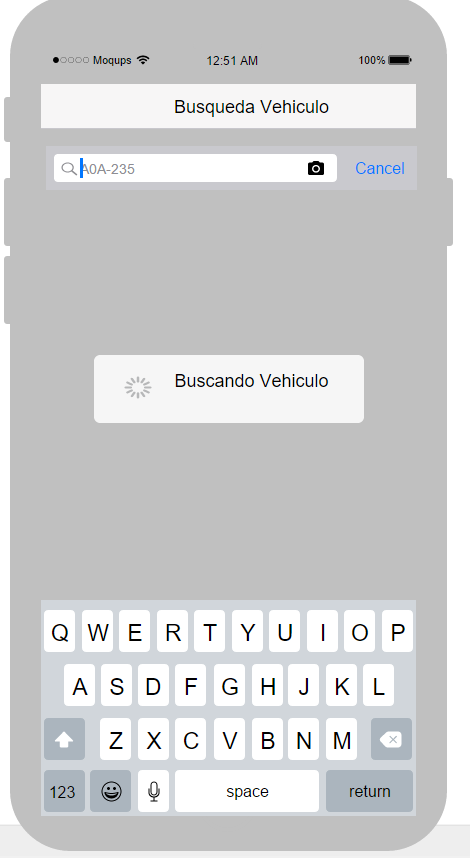 Moqups 12:51 AM 100%
Busqueda Vehiculo
A0A-235 Cancel
Buscando Vehiculo
Q W E R T Y U I O P
A S D F G H J K L
Z X C V B N M
123 space return